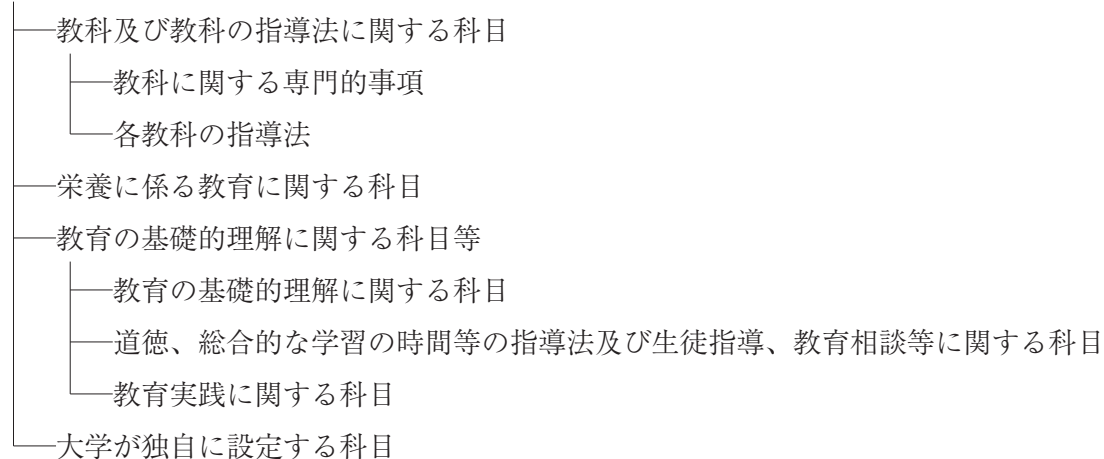 教科及び教科の指導法に関する科目
教科に関する専門的事項
各教科の指導法
栄養に係る教育に関する科目
教育の基礎的理解に関する科目等
教育の基礎的理解に関する科目
道徳、総合的な学習の時間等の指導法及び生徒指導、教育相談等に関する科目
教育実践に関する科目
大学が独自に設定する科目